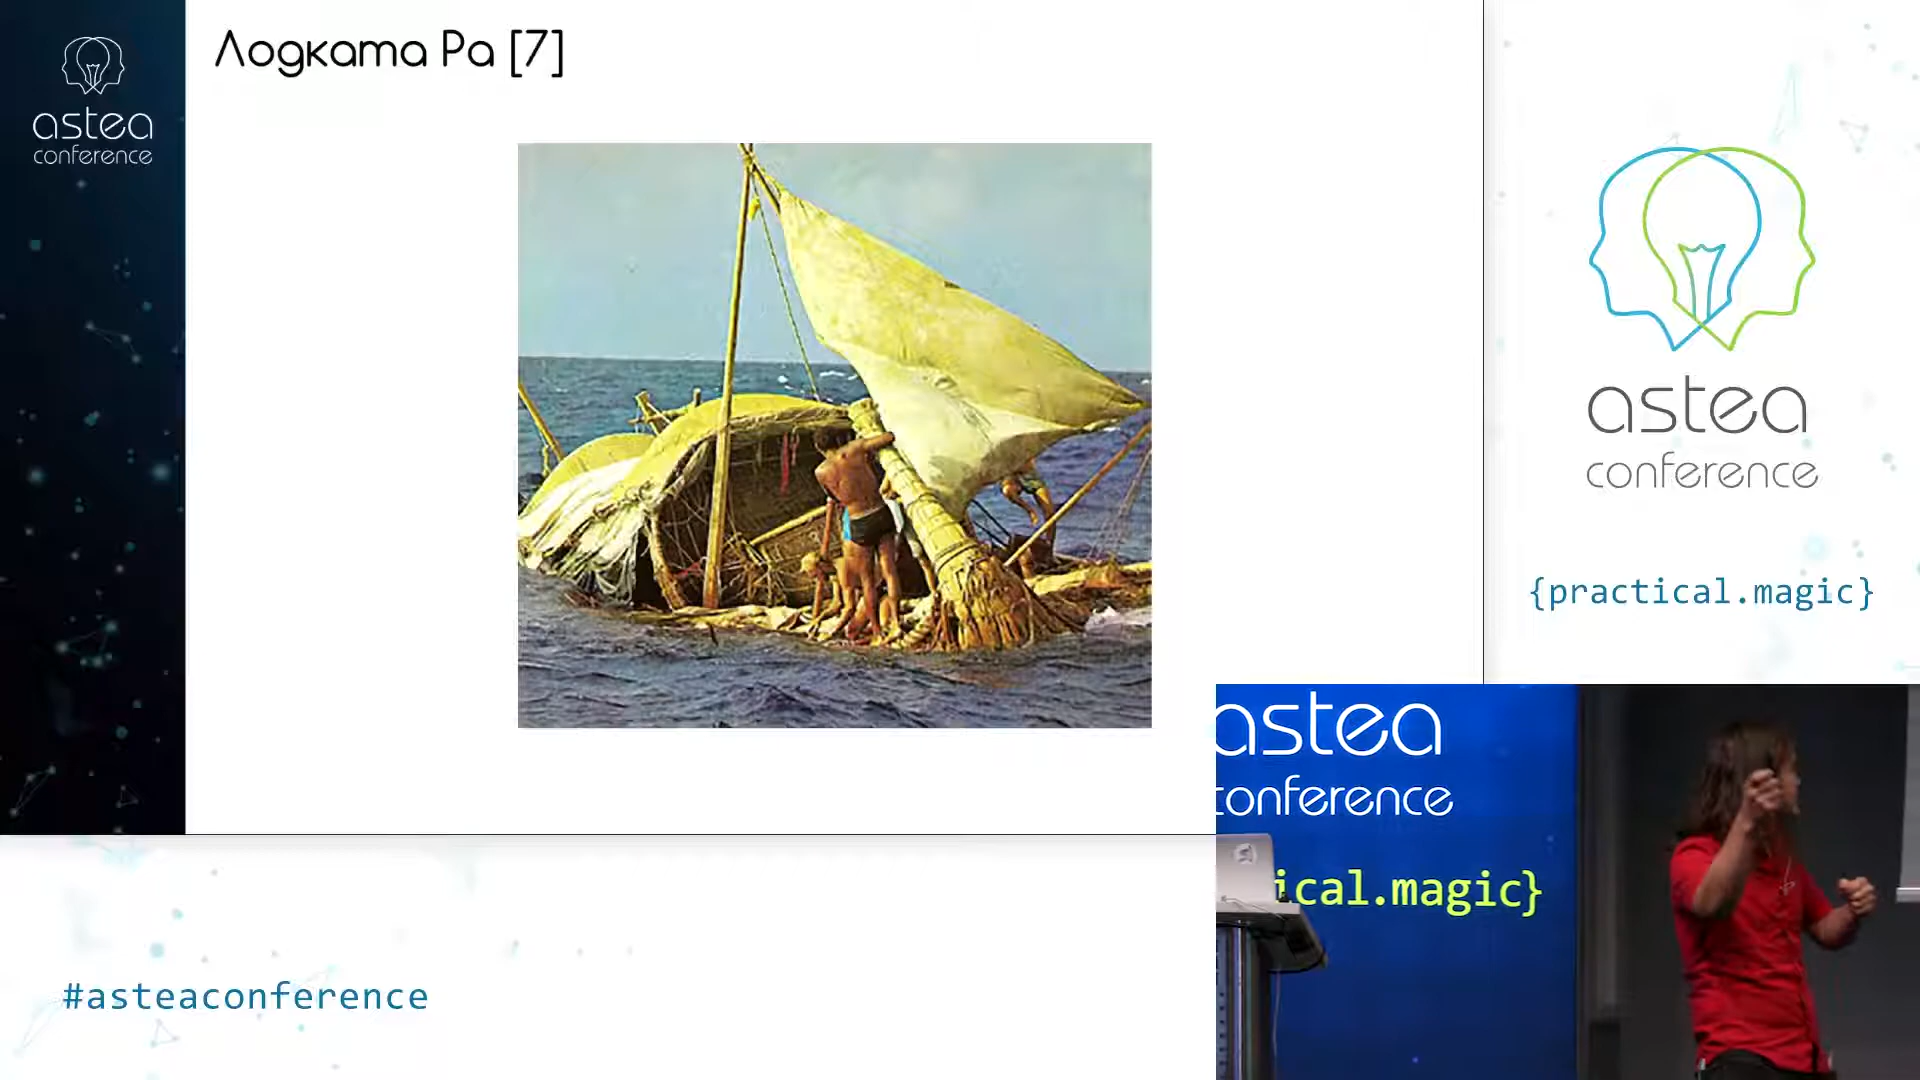 Лодката Ра [7]
astea
conference
astea
conference
{practical.magic}
astea
conference
ical.magic}
#asteaconference